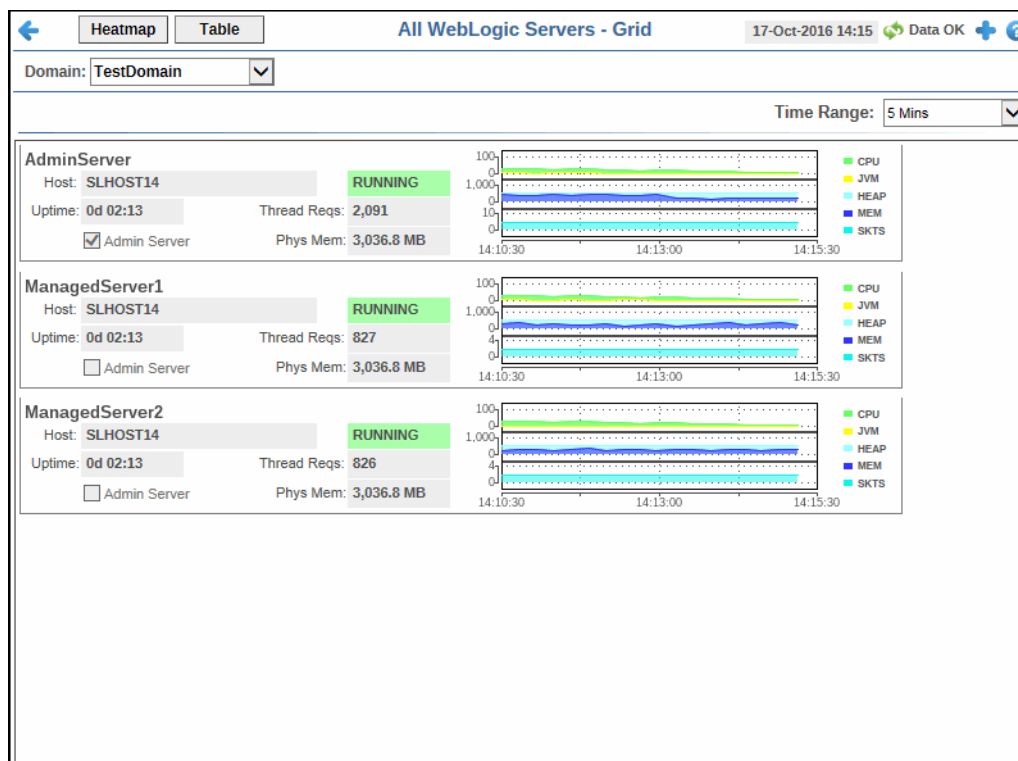 Heatmap Table All WebLogic Servers - Grid 17-Oct-2016 14:15 Data OK
Domain: TestDomain
Time Range: 5 Mins
AdminServer
Host: SLHOST14 RUNNING
Uptime: 0d 02:13 Thread Reqs: 2,091
Admin Server Phys Mem: 3,036.8 MB
100
0
1,000
0
10
0
14:10:30 14:13:00 14:15:30
CPU
JVM
HEAP
MEM
SKTS
ManagedServer1
Host: SLHOST14 RUNNING
Uptime: 0d 02:13 Thread Reqs: 827
Admin Server Phys Mem: 3,036.8 MB
100
0
1,000
0
4
0
14:10:30 14:13:00 14:15:30
CPU
JVM
HEAP
MEM
SKTS
ManagedServer2
Host: SLHOST14 RUNNING
Uptime: 0d 02:13 Thread Reqs: 826
Admin Server Phys Mem: 3,036.8 MB
100
0
1,000
0
4
0
14:10:30 14:13:00 14:15:30
CPU
JVM
HEAP
MEM
SKTS